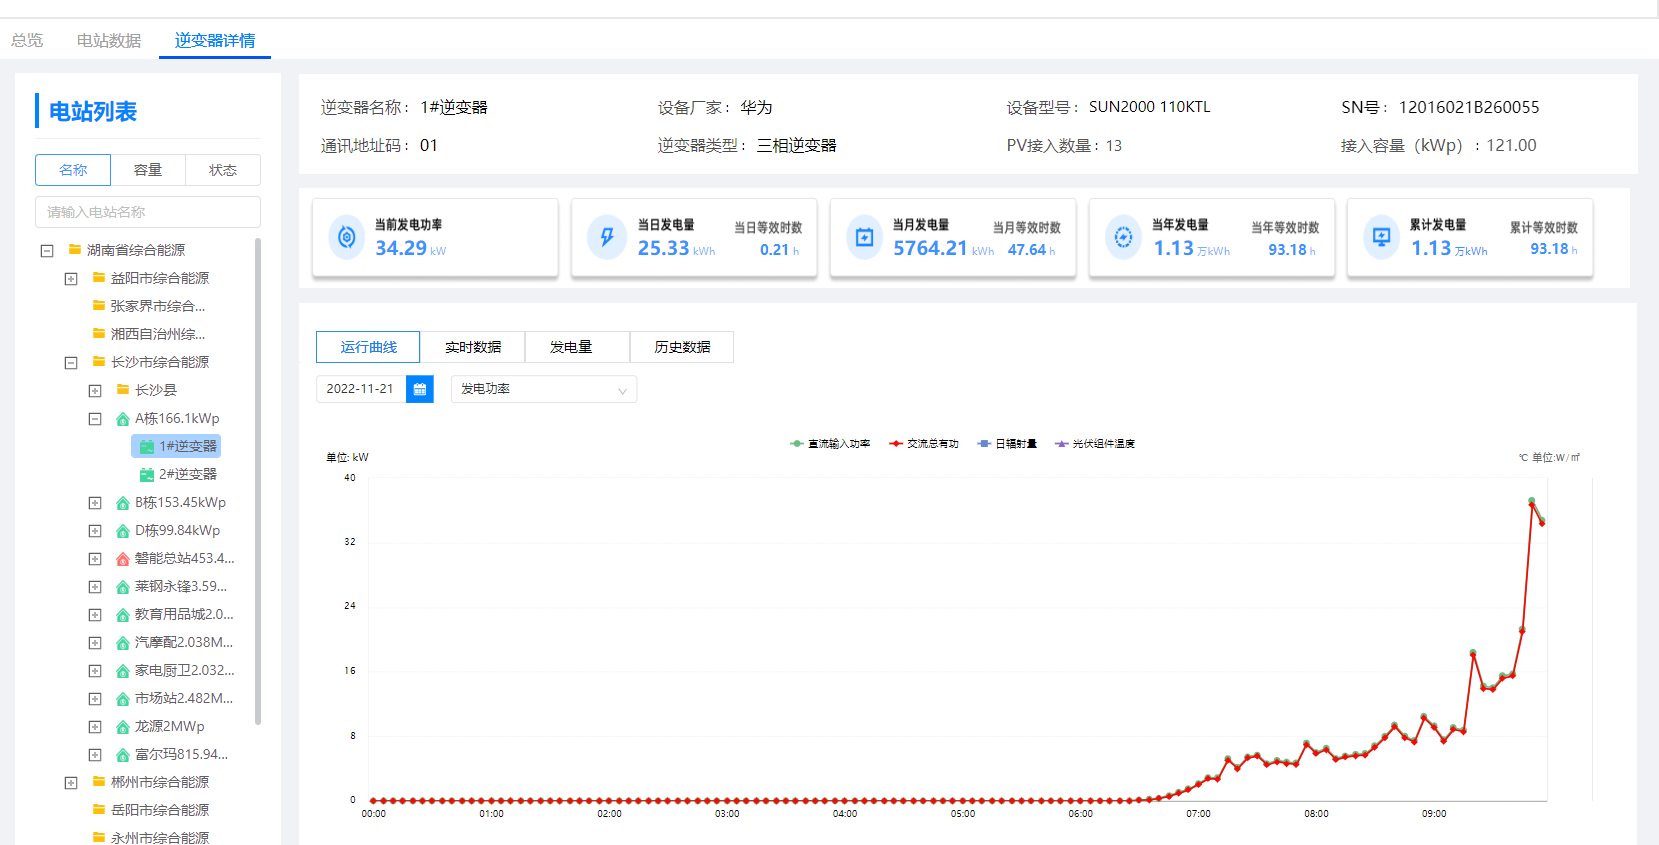 总览 电站数据 逆变器详情
电站列表
名称 容量 状态
请输入电站名称
湖南省综合能源
益阳市综合能源
张家界市综合...
湘西自治州综...
长沙市综合能源
长沙县
A栋166.1kWp
1#逆变器
2#逆变器
B栋153.45kWp
D栋99.84kWp
磐能总站453.4...
莱钢永锋3.59...
教育用品城2.0...
汽摩配2.038M...
家电厨卫2.032...
市场站2.482M...
龙源2MWp
富尔玛815.94...
郴州市综合能源
岳阳市综合能源
永州市综合能源
逆变器名称： 1#逆变器 设备厂家： 华为 设备型号： SUN2000 110KTL SN号： 12016021B260055
通讯地址码： 01 逆变器类型： 三相逆变器 PV接入数量：13 接入容量（kWp）：121.00
当前发电功率
34.29 kW
当日发电量 当日等效时数
25.33 kWh 0.21 h
当月发电量 当月等效时数
5764.21 kWh 47.64 h
当年发电量 当年等效时数
1.13 万kWh 93.18 h
累计发电量 累计等效时数
1.13 万kWh 93.18 h
运行曲线 实时数据 发电量 历史数据
2022-11-21 发电功率
直流输入功率 交流总有功 日辐射量 光伏组件温度
单位: kW ℃ 单位:W/㎡
40
32
24
16
8
0
00:00 01:00 02:00 03:00 04:00 05:00 06:00 07:00 08:00 09:00